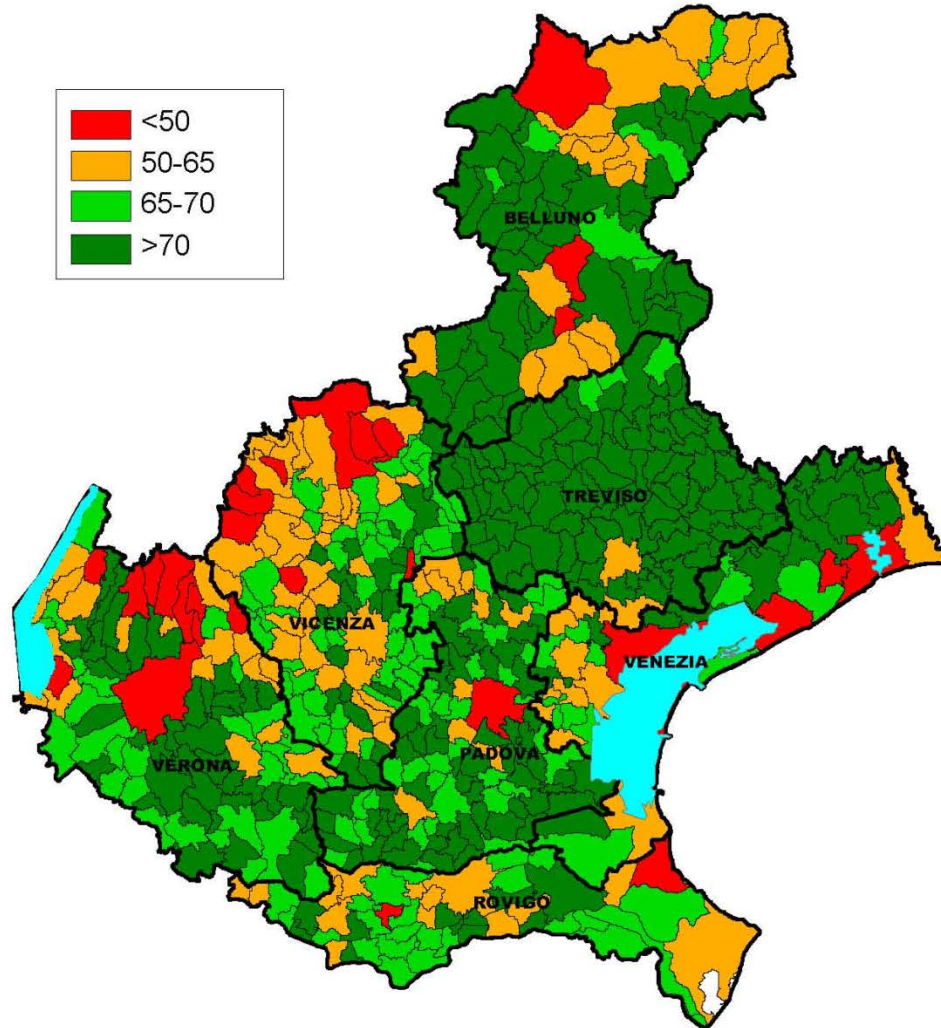 <50
50-65
65-70
>70
BELLUNO
TREVISO
VICENZA
VENEZIA
VERONA
PADOVA
ROVIGO